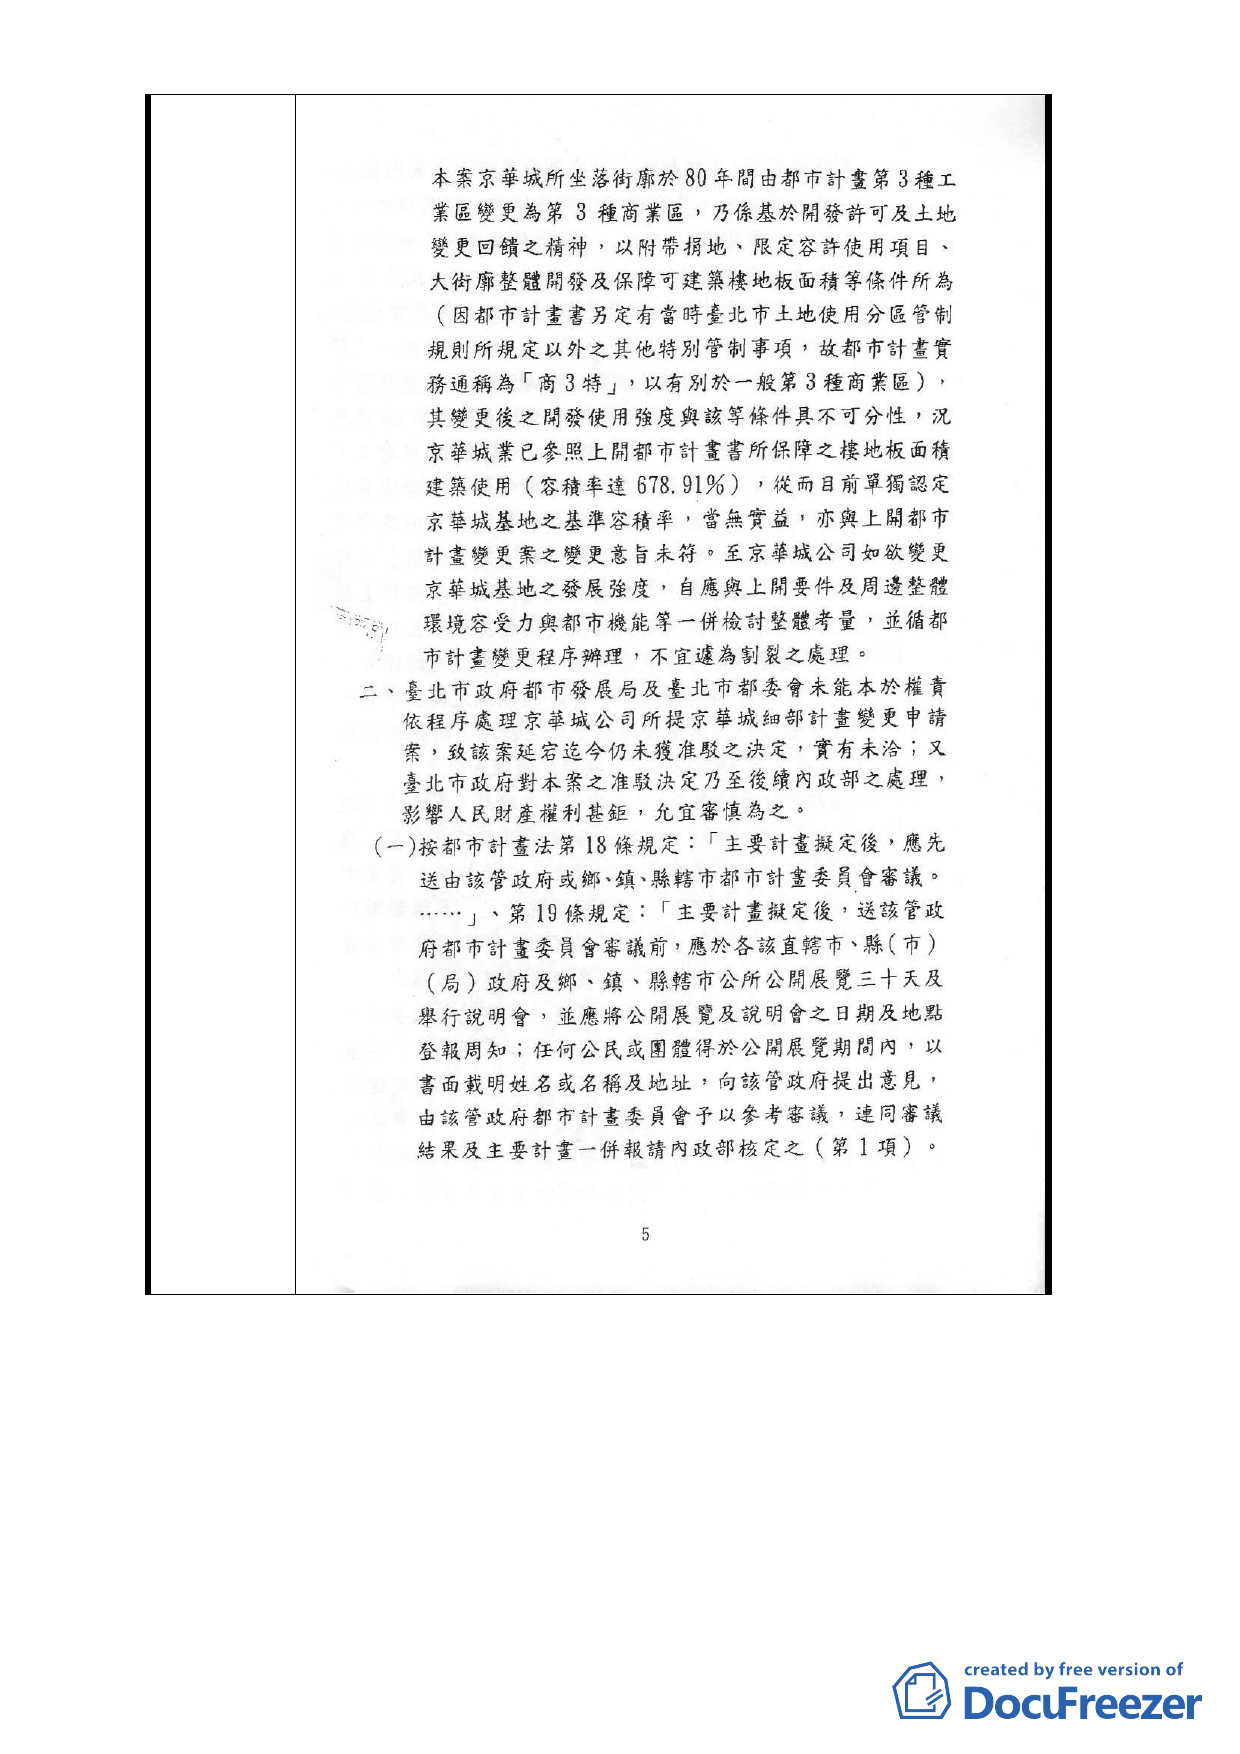 本案京華城所坐落街廓於80年間由都市計畫第3種工
業區變更為第3種商業區，乃係基於開發許可及土地
變更回饋之精神，以附帶捐地、限定容許使用項目、
大街廓整體開發及保障可建築樓地板面積等條件所為
（因都市計畫書另定有當時臺北市土地使用分區管制
規則所規定以外之其他特別管制事項，故都市計畫實
務通稱為「商3特」，以有別於一般第3種商業區），
其變更後之開發使用強度與該等條件具不可分性，況
京華城業已參照上開都市計畫書所保障之樓地板面積
建築使用（容積率達678.91%），從而目前單獨認定
京華城基地之基準容積率，當無實益，亦與上開都市
計畫變更案之變更意旨未符。至京華城公司如欲變更
京華城基地之發展強度，自應與上開要件及周邊整體
環境容受力與都市機能等一併檢討整體考量，並循都
市計畫變更程序辦理，不宜遽為割裂之處理。
二、臺北市政府都市發展局及臺北市都委會未能本於權責
依程序處理京華城公司所提京華城細部計畫變更申請
案，致該案延宕迄今仍未獲准駁之決定，實有未洽；又
臺北市政府對本案之准駁決定乃至後續內政部之處理，
影響人民財產權利甚鉅，允宜審慎為之。
(一)按都市計畫法第18條規定：「主要計畫擬定後，應先
送由該管政府或鄉、鎮、縣轄市都市計畫委員會審議。
……」、第19條規定：「主要計畫擬定後，送該管政
府都市計畫委員會審議前，應於各該直轄市、縣（市）
（局）政府及鄉、鎮、縣轄市公所公開展覽三十天及
舉行說明會，並應將公開展覽及說明會之日期及地點
登報周知；任何公民或團體得於公開展覽期間內，以
書面載明姓名或名稱及地址，向該管政府提出意見，
由該管政府都市計畫委員會予以參考審議，連同審議
結果及主要計畫一併報請內政部核定之（第1項）。
5
created by free version of
DocuFreezer